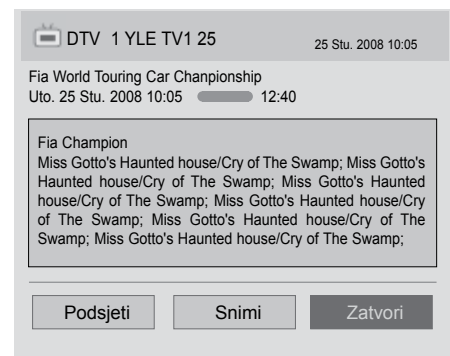 DTV 1 YLE TV1 25
25 Stu. 2008 10:05
Fia World Touring Car Chanpionship
Uto. 25 Stu. 2008 10:05 12:40
Fia Champion
Miss Gotto's Haunted house/Cry of The Swamp; Miss Gotto's
Haunted house/Cry of The Swamp; Miss Gotto's Haunted
house/Cry of The Swamp; Miss Gotto's Haunted house/Cry
of The Swamp; Miss Gotto's Haunted house/Cry of The
Swamp; Miss Gotto's Haunted house/Cry of The Swamp;
Podsjeti
Snimi
Zatvori